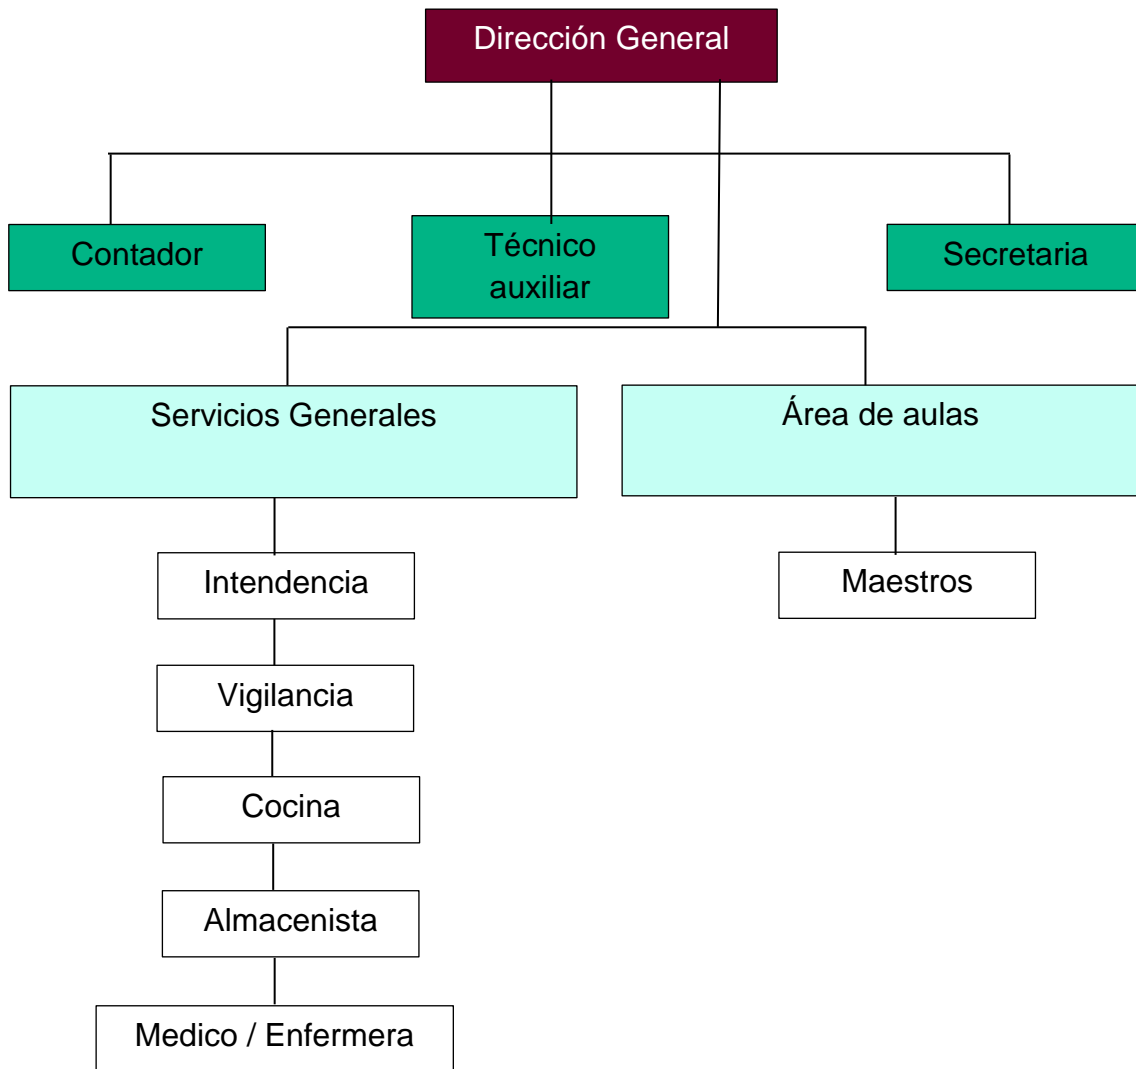 Dirección General
Contador
Técnico
auxiliar
Secretaria
Servicios Generales
Área de aulas
Intendencia
Maestros
Vigilancia
Cocina
Almacenista
Medico / Enfermera